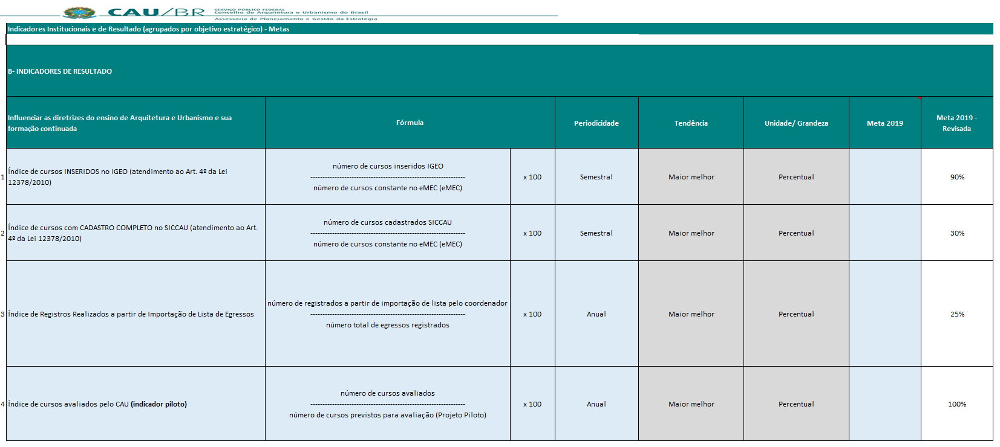 CAU/BR
SERVIÇO PÚBLICO FEDERAL
Conselho de Arquitetura e Urbanismo do Brasil
Assessoria de Planejamento e Gestão da Estratégia
Indicadores Institucionais e de Resultado (agrupados por objetivo estratégico) - Metas
B- INDICADORES DE RESULTADO
Influenciar as diretrizes do ensino de Arquitetura e Urbanismo e sua
formação continuada
Fórmula
Periodicidade
Tendência
Unidade/ Grandeza
Meta 2019
Meta 2019 -
Revisada
1
Índice de cursos INSERIDOS no IGEO (atendimento ao Art. 4º da Lei
12378/2010)
número de cursos inseridos IGEO
----------------------------------------------------------------
número de cursos constante no eMEC (eMEC)
x 100
Semestral
Maior melhor
Percentual
90%
2
Índice de cursos com CADASTRO COMPLETO no SICCAU (atendimento ao Art.
4º da Lei 12378/2010)
número de cursos cadastrados SICCAU
----------------------------------------------------------------
número de cursos constante no eMEC (eMEC)
x 100
Semestral
Maior melhor
Percentual
30%
3
Índice de Registros Realizados a partir de Importação de Lista de Egressos
número de registrados a partir de importação de lista pelo coordenador
----------------------------------------------------------------
número total de egressos registrados
x 100
Anual
Maior melhor
Percentual
25%
4
Índice de cursos avaliados pelo CAU (indicador piloto)
número de cursos avaliados
----------------------------------------------------------------
número de cursos previstos para avaliação (Projeto Piloto)
x 100
Anual
Maior melhor
Percentual
100%